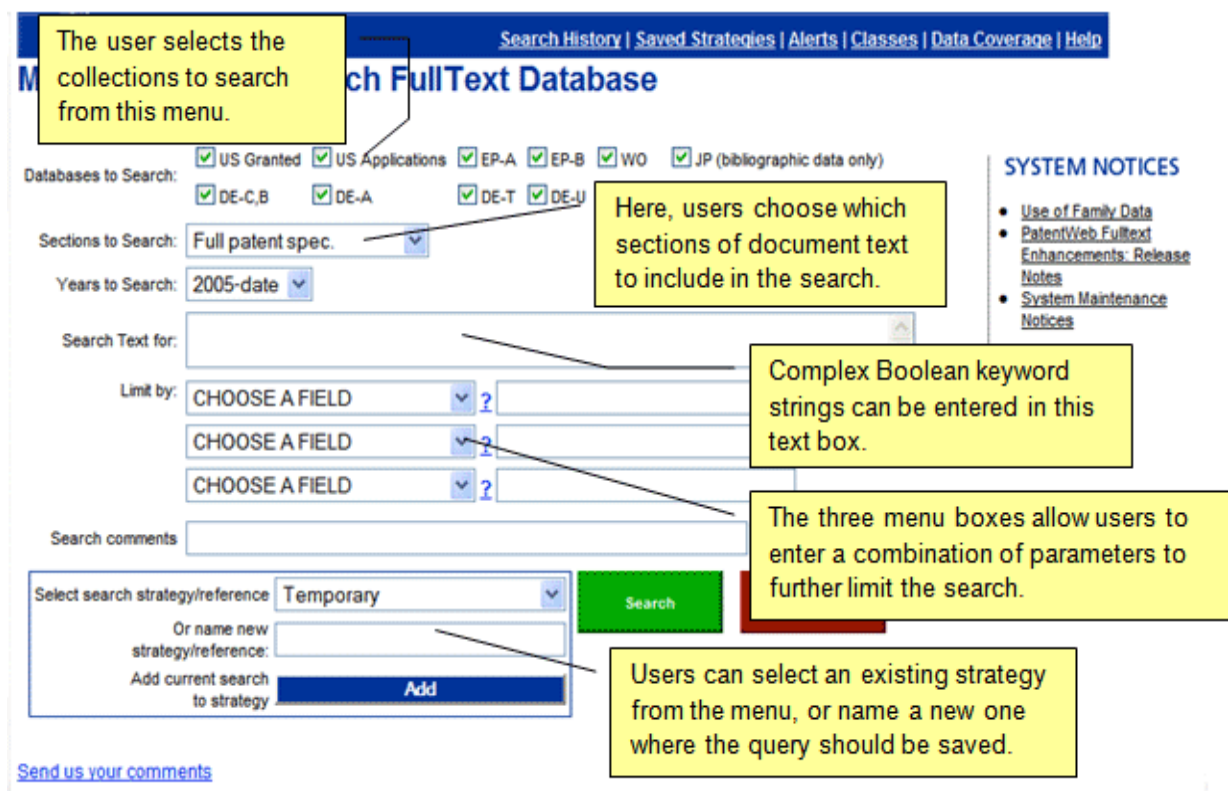 The user selects the
collections to search
from this menu.
Search History | Saved Strategies | Alerts | Classes | Data Coverage | Help
M
ch FullText Database
Databases to Search:
US Granted US Applications EP-A EP-B WO JP (bibliographic data only)
DE-C,B DE-A DE-T DE-U
Here, users choose which
sections of document text
to include in the search.
Sections to Search: Full patent spec.
Years to Search: 2005-date
SYSTEM NOTICES
Use of Family Data
PatentWeb Fulltext
Enhancements: Release
Notes
System Maintenance
Notices
Search Text for:
Complex Boolean keyword
strings can be entered in this
text box.
Limit by: CHOOSE A FIELD ?
CHOOSE A FIELD ?
CHOOSE A FIELD ?
The three menu boxes allow users to
enter a combination of parameters to
further limit the search.
Search comments
Select search strategy/reference Temporary
Search
Or name new
strategy/reference:
Add current search
to strategy
Add
Users can select an existing strategy
from the menu, or name a new one
where the query should be saved.
Send us your comments